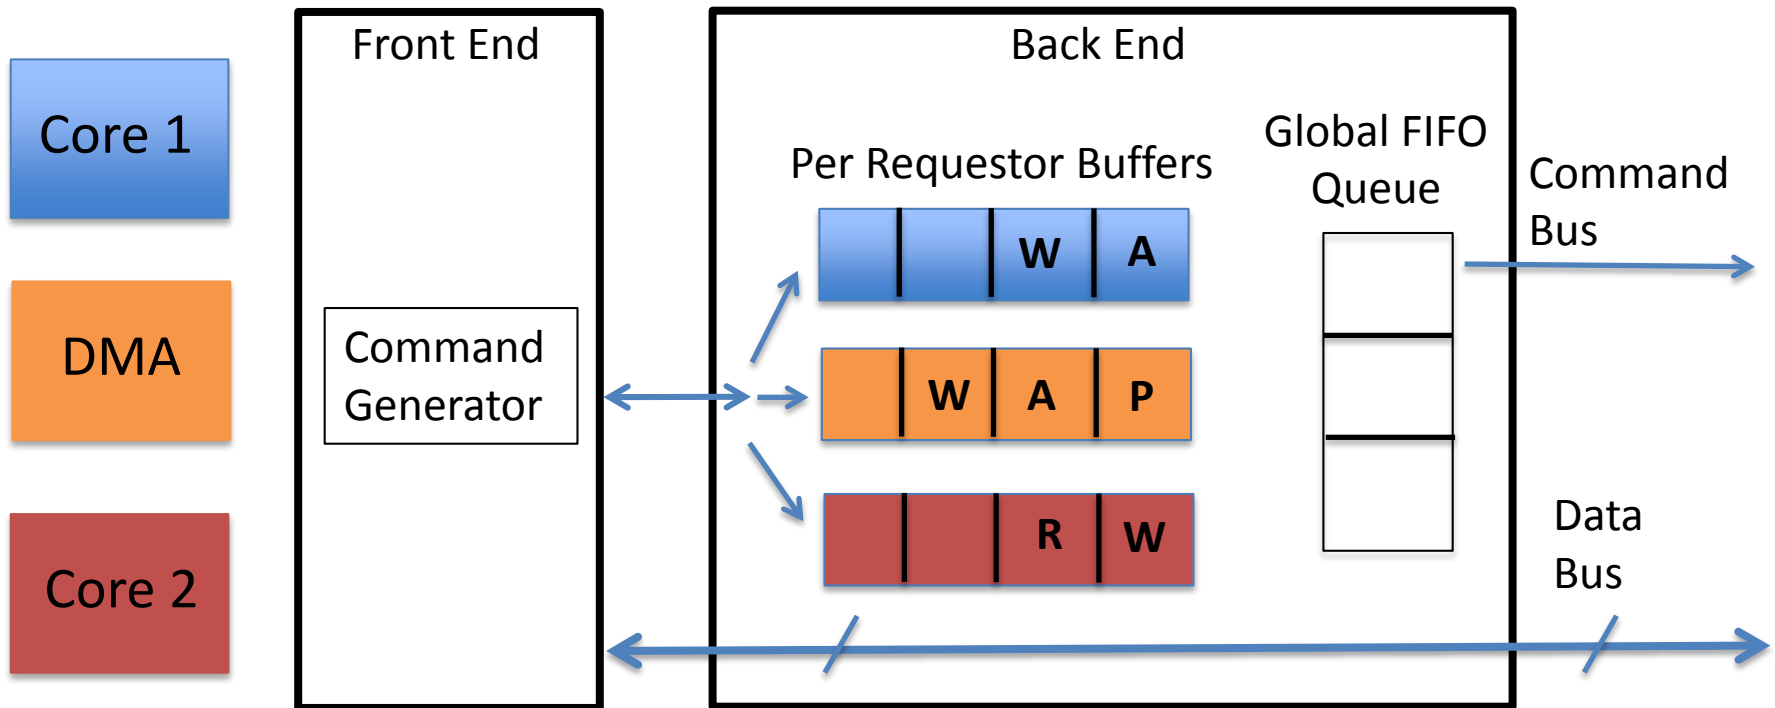 Core 1
DMA
Core 2
Front End
Command
Generator
Back End
Per Requestor Buffers
W A
W A P
R W
Global FIFO
Queue
Command
Bus
Data
Bus